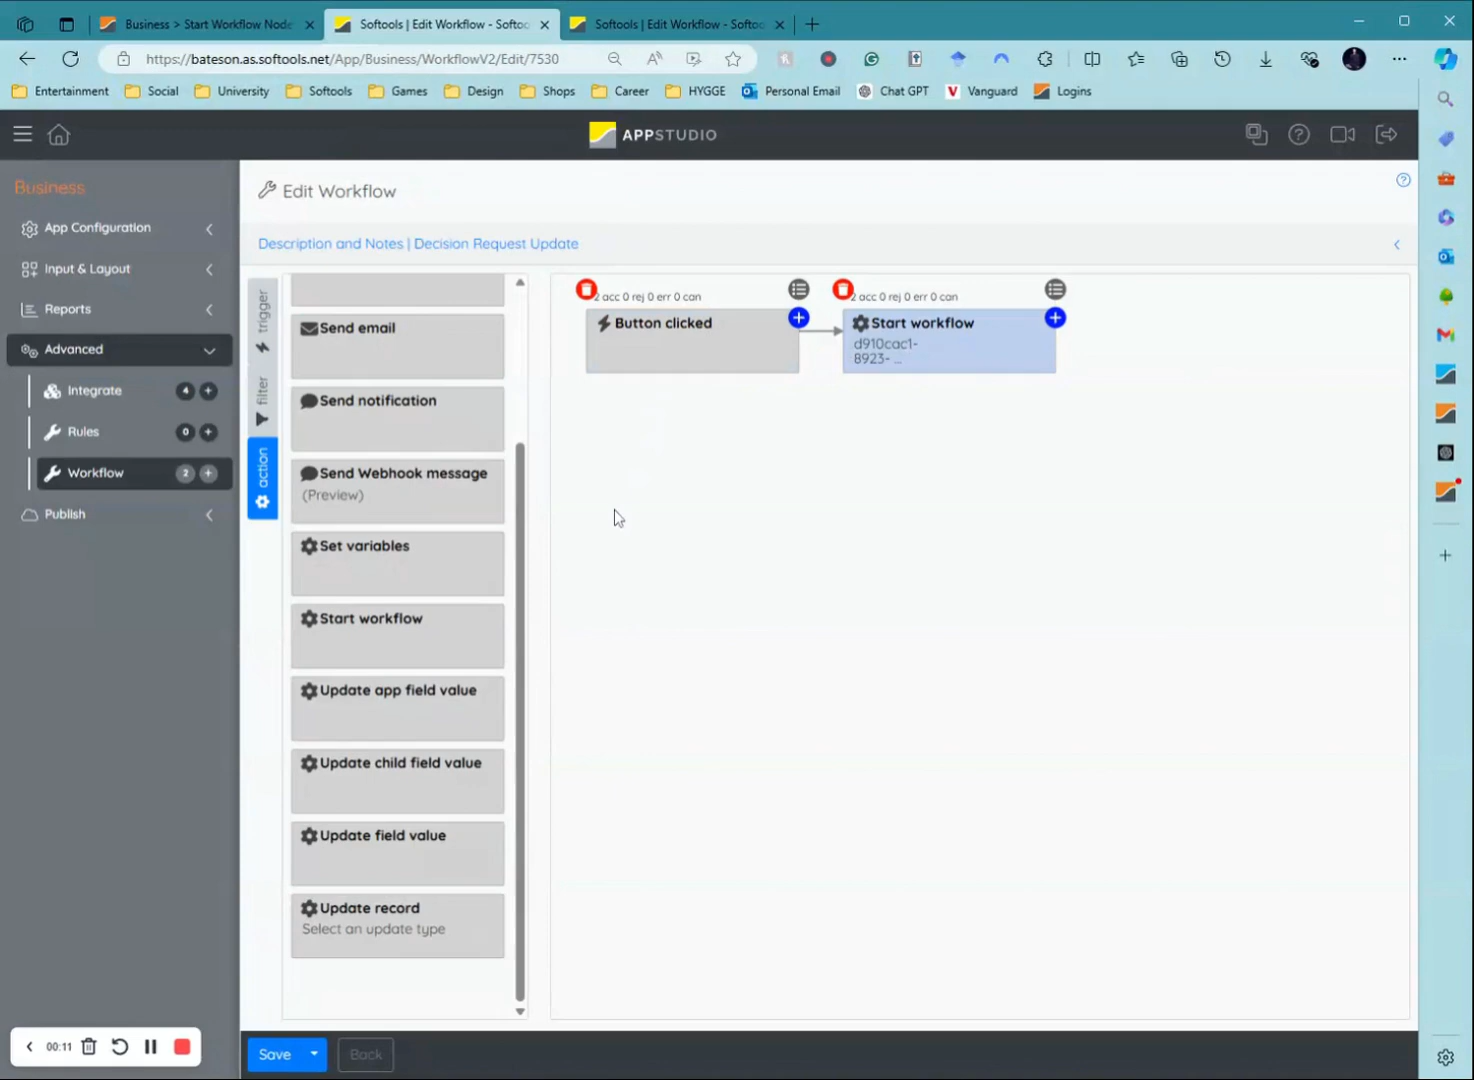 Business > Start Workflow Node
Softools | Edit Workflow - Softoo
Softools | Edit Workflow - Softoo
https://bateson.as.softools.net/App/Business/WorkflowV2/Edit/7530
Entertainment
Social
University
Softools
Games
Design
Shops
Career
HYGGE
Personal Email
Chat GPT
Vanguard
Logins
APPSTUDIO
Business
App Configuration
Input & Layout
Reports
Advanced
Integrate 4
Rules 0
Workflow 2
Publish
Edit Workflow
Description and Notes | Decision Request Update
trigger
filter
action
Send email
Send notification
Send Webhook message
(Preview)
Set variables
Start workflow
Update app field value
Update child field value
Update field value
Update record
Select an update type
2 acc 0 rej 0 err 0 can
Button clicked
2 acc 0 rej 0 err 0 can
Start workflow
d910cac1-
8923- ...
00:11
Save
Back